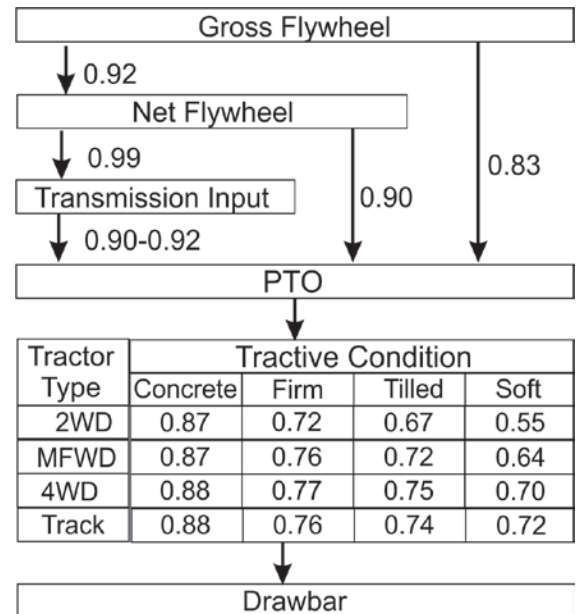 Gross Flywheel
0.92
Net Flywheel
0.99
0.83
Transmission Input
0.90
0.90-0.92
PTO
Tractor Type
Tractive Condition
Concrete Firm Tilled Soft
2WD 0.87 0.72 0.67 0.55
MFWD 0.87 0.76 0.72 0.64
4WD 0.88 0.77 0.75 0.70
Track 0.88 0.76 0.74 0.72
Drawbar